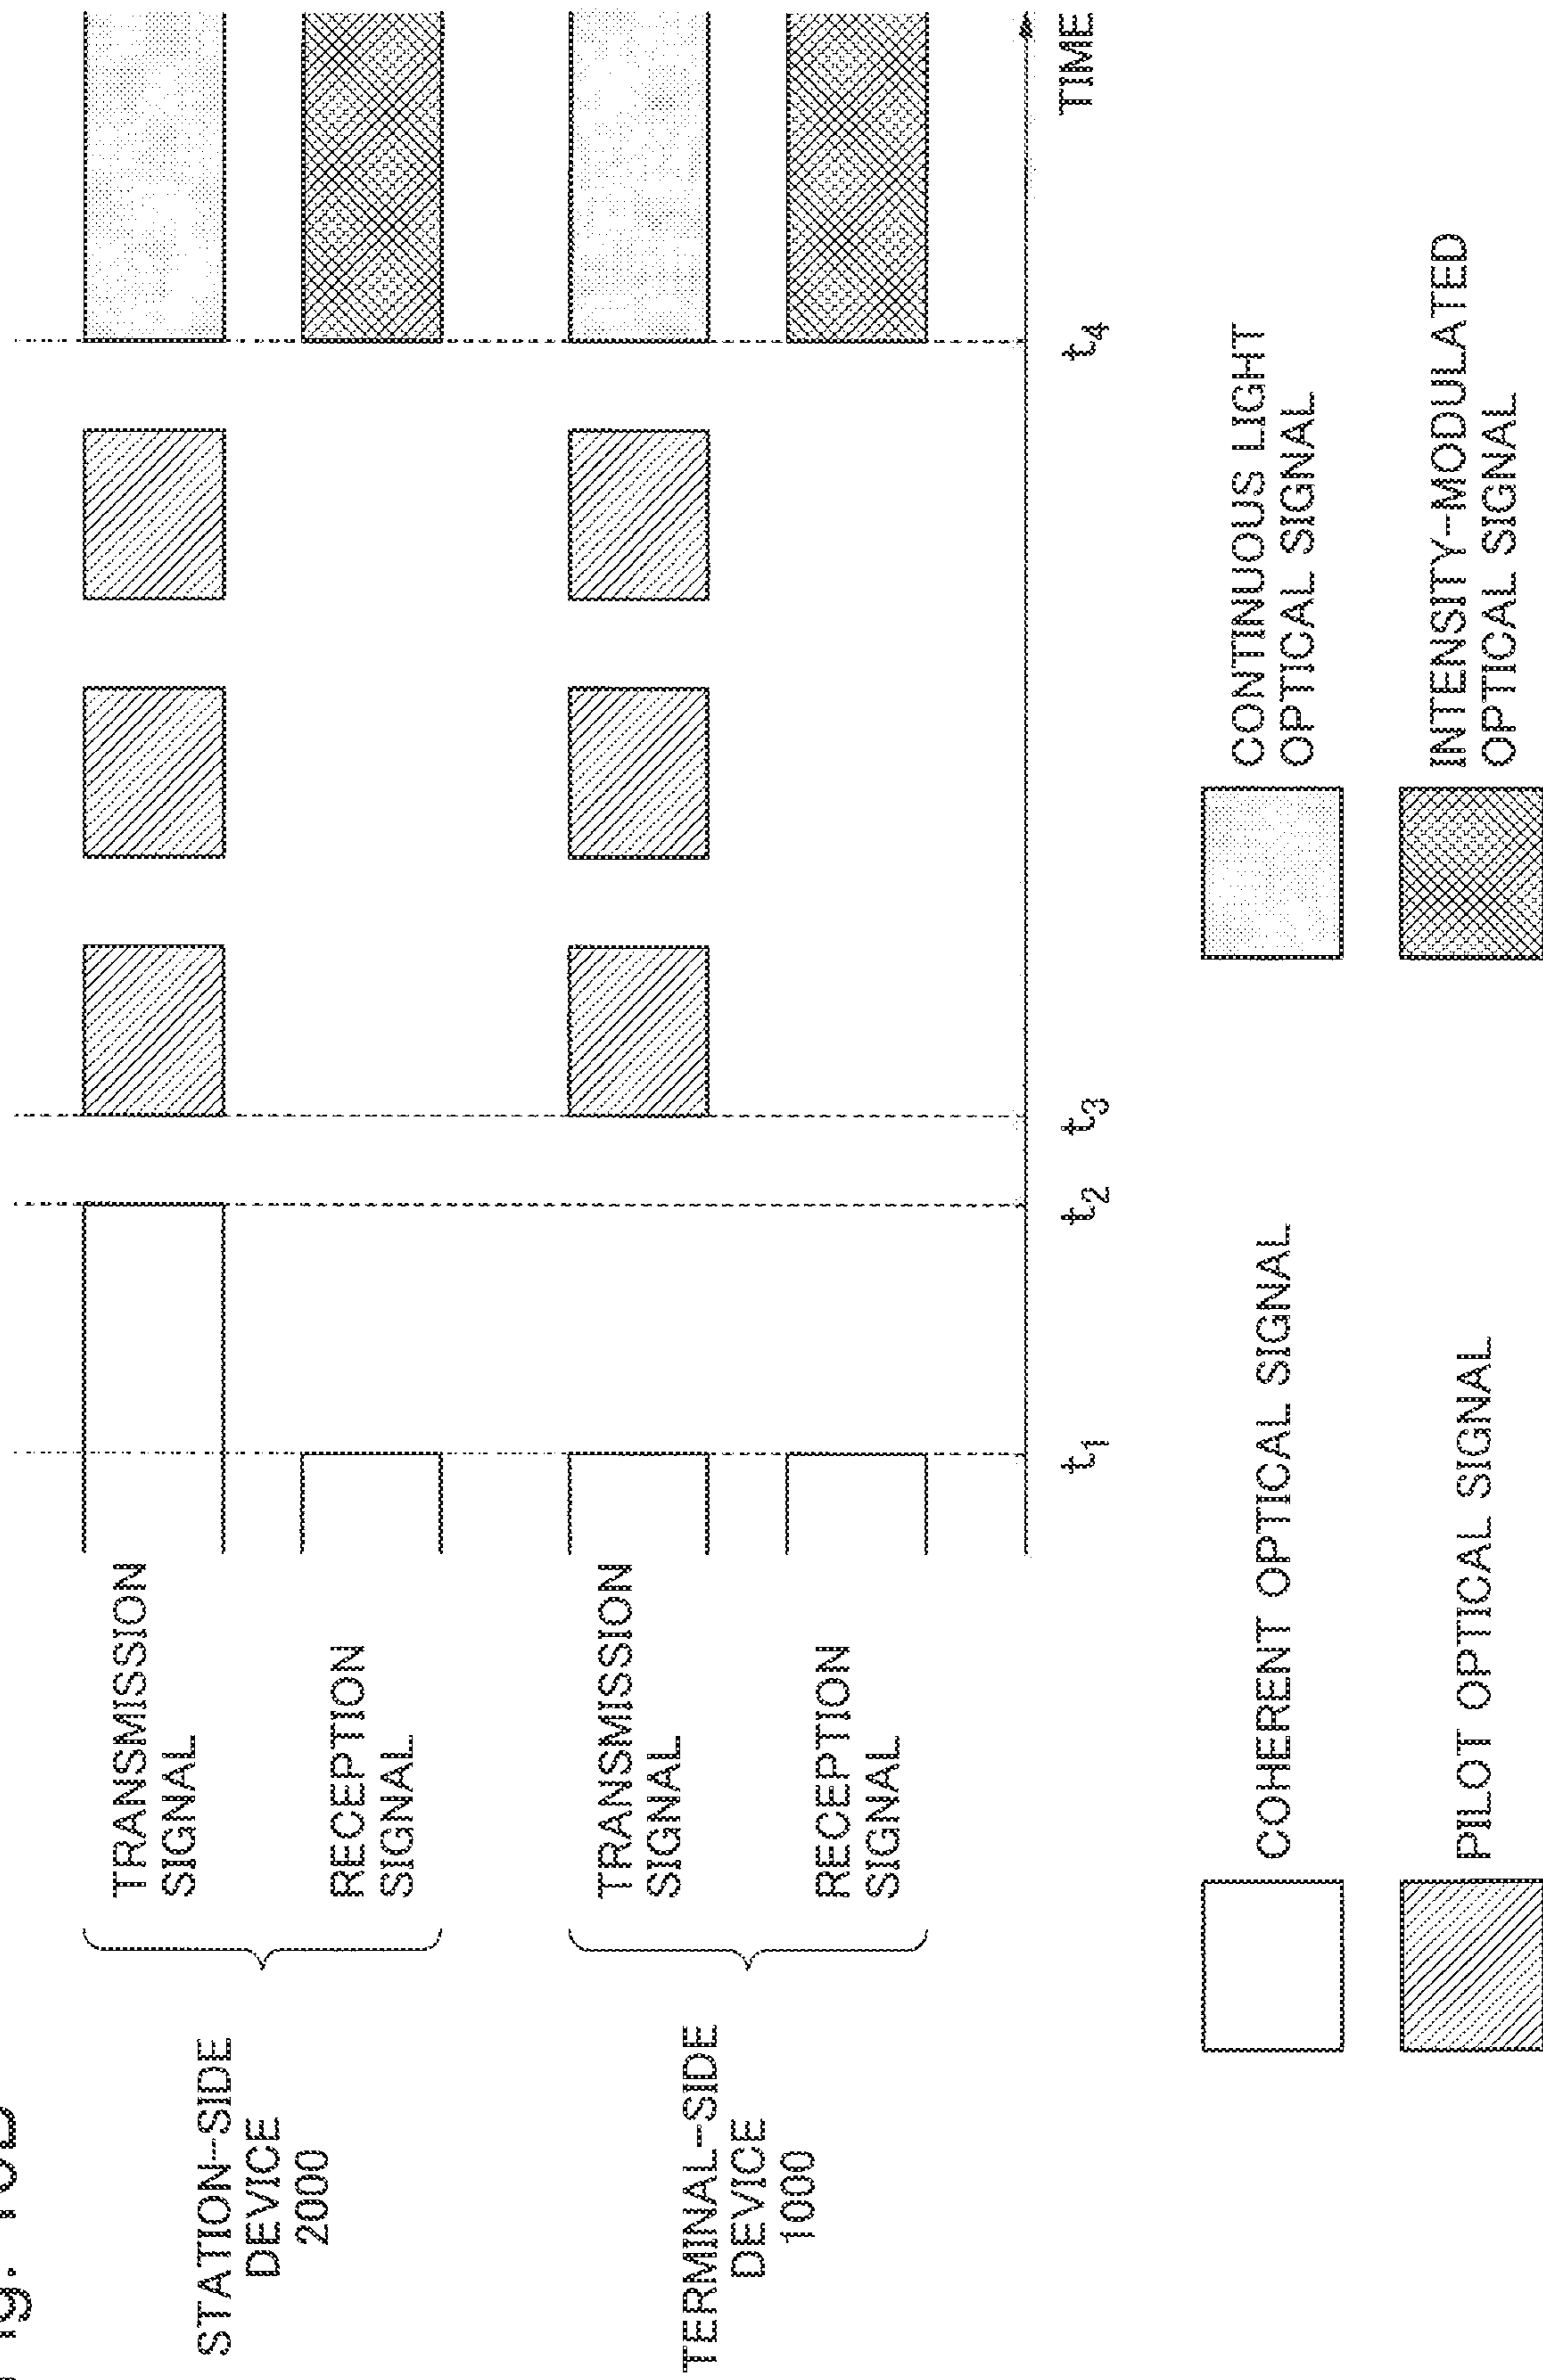 STATION-SIDE
DEVICE
2000
TRANSMISSION
SIGNAL
RECEPTION
SIGNAL
TERMINAL-SIDE
DEVICE
1000
TRANSMISSION
SIGNAL
RECEPTION
SIGNAL
t1
t2
t3
t4
TIME
COHERENT OPTICAL SIGNAL
CONTINUOUS LIGHT
OPTICAL SIGNAL
PILOT OPTICAL SIGNAL
INTENSITY-MODULATED
OPTICAL SIGNAL